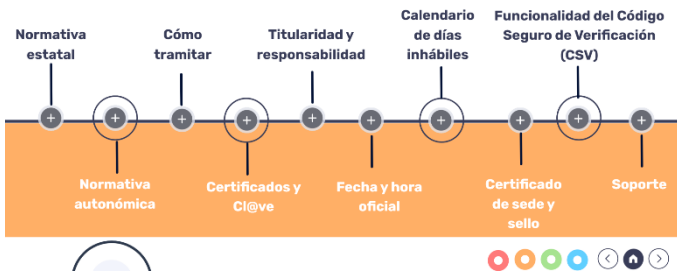 Normativa
estatal
Cómo
tramitar
Titularidad y
responsabilidad
Calendario
de días
inhábiles
Funcionalidad del Código
Seguro de Verificación
(CSV)
Normativa
autonómica
Certificados y
Cl@ve
Fecha y hora
oficial
Certificado
de sede y
sello
Soporte